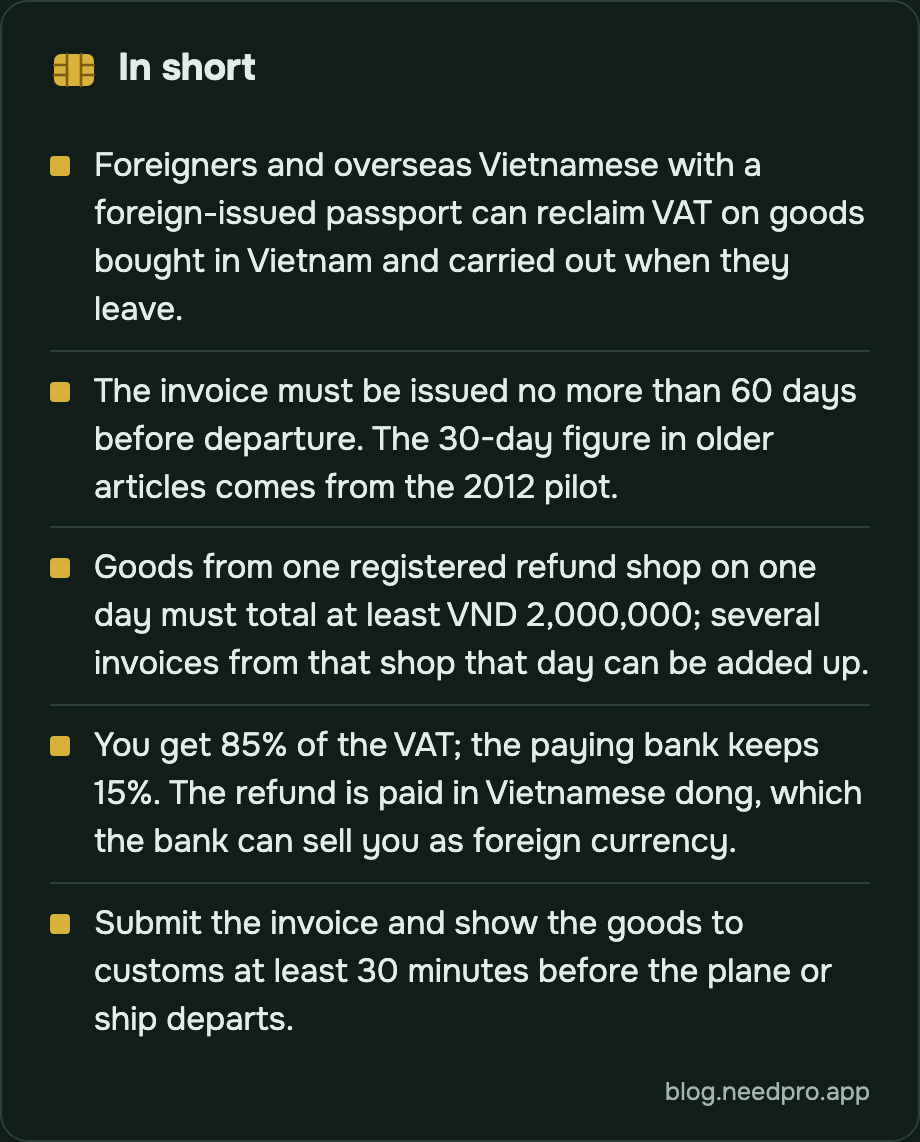 In short
Foreigners and overseas Vietnamese with a
foreign-issued passport can reclaim VAT on goods
bought in Vietnam and carried out when they
leave.
The invoice must be issued no more than 60 days
before departure. The 30-day figure in older
articles comes from the 2012 pilot.
Goods from one registered refund shop on one
day must total at least VND 2,000,000; several
invoices from that shop that day can be added up.
You get 85% of the VAT; the paying bank keeps
15%. The refund is paid in Vietnamese dong, which
the bank can sell you as foreign currency.
Submit the invoice and show the goods to
customs at least 30 minutes before the plane or
ship departs.
blog.needpro.app